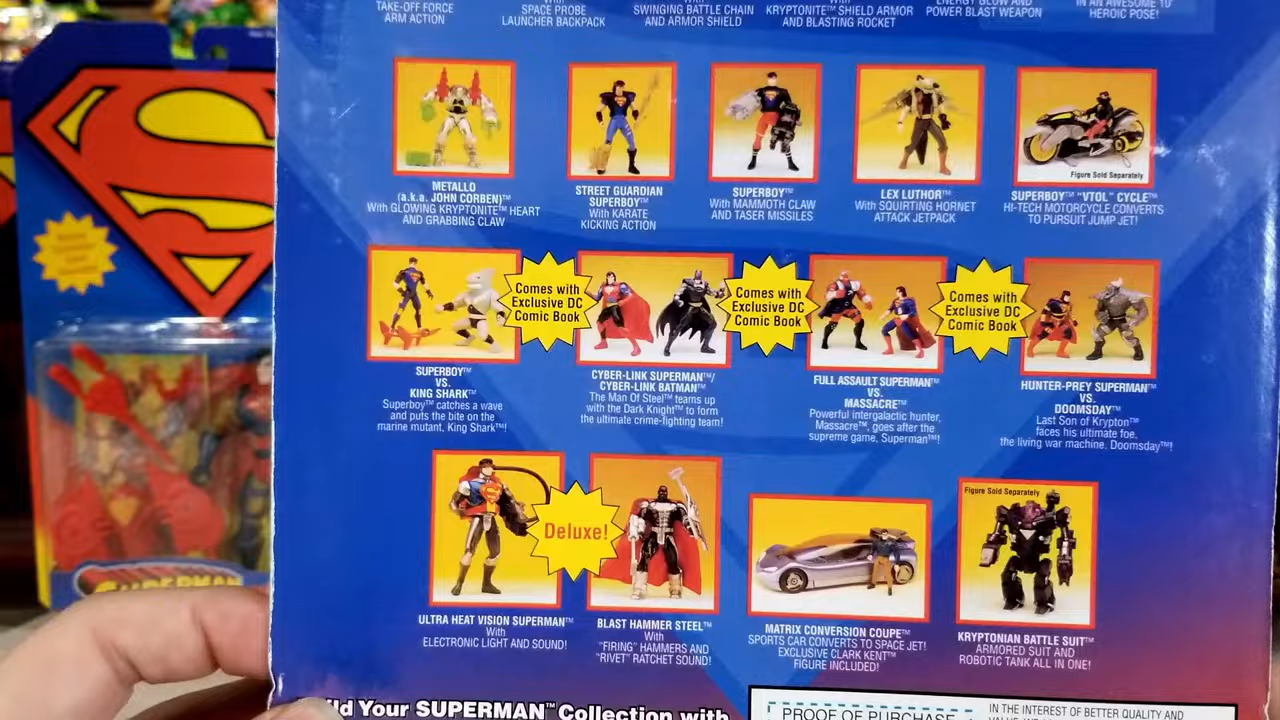 TAKE-OFF FORCE
ARM ACTION
With
SPACE PROBE
LAUNCHER BACKPACK
With
SWINGING BATTLE CHAIN
AND ARMOR SHIELD
With
KRYPTONITE™ SHIELD ARMOR
AND BLASTING ROCKET
ENERGY GLOW AND
POWER BLAST WEAPON
IN AN AWESOME 10"
HEROIC POSE!
METALLO
(a.k.a. JOHN CORBEN)™
With GLOWING KRYPTONITE™ HEART
AND GRABBING CLAW
STREET GUARDIAN
SUPERBOY™
With KARATE
KICKING ACTION
SUPERBOY™
With MAMMOTH CLAW
AND TASER MISSILES
LEX LUTHOR™
With SQUIRTING HORNET
ATTACK JETPACK
Figure Sold Separately
SUPERBOY™ "VTOL" CYCLE™
HI-TECH MOTORCYCLE CONVERTS
TO PURSUIT JUMP JET!
SUPERBOY™
VS.
KING SHARK™
Superboy™ catches a wave
and puts the bite on the
marine mutant, King Shark™!
Comes with
Exclusive DC
Comic Book
CYBER-LINK SUPERMAN™/
CYBER-LINK BATMAN™
The Man Of Steel™ teams up
with the Dark Knight™ to form
the ultimate crime-fighting team!
Comes with
Exclusive DC
Comic Book
FULL ASSAULT SUPERMAN™
VS.
MASSACRE™
Powerful intergalactic hunter,
Massacre™, goes after the
supreme game, Superman™!
Comes with
Exclusive DC
Comic Book
HUNTER-PREY SUPERMAN™
VS.
DOOMSDAY™
Last Son of Krypton™
faces his ultimate foe,
the living war machine, Doomsday™!
ULTRA HEAT VISION SUPERMAN™
With
ELECTRONIC LIGHT AND SOUND!
Deluxe!
BLAST HAMMER STEEL™
With
"FIRING" HAMMERS AND
"RIVET" RATCHET SOUND!
MATRIX CONVERSION COUPE™
SPORTS CAR CONVERTS TO SPACE JET!
EXCLUSIVE CLARK KENT™
FIGURE INCLUDED!
Figure Sold Separately
KRYPTONIAN BATTLE SUIT™
ARMORED SUIT AND
ROBOTIC TANK ALL IN ONE!
ld Your SUPERMAN™ Collection with
PROOF OF PURCHASE
IN THE INTEREST OF BETTER QUALITY AND
SUPERMAN